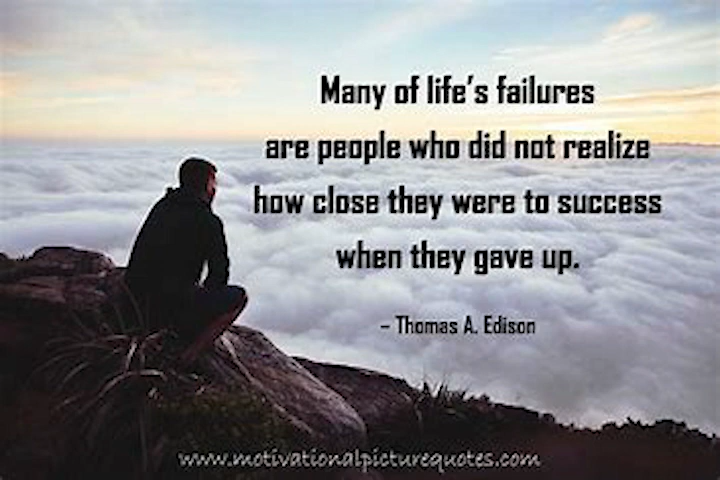 Many of life's failures
are people who did not realize
how close they were to success
when they gave up.
– Thomas A. Edison
www.motivationalpicturequotes.com